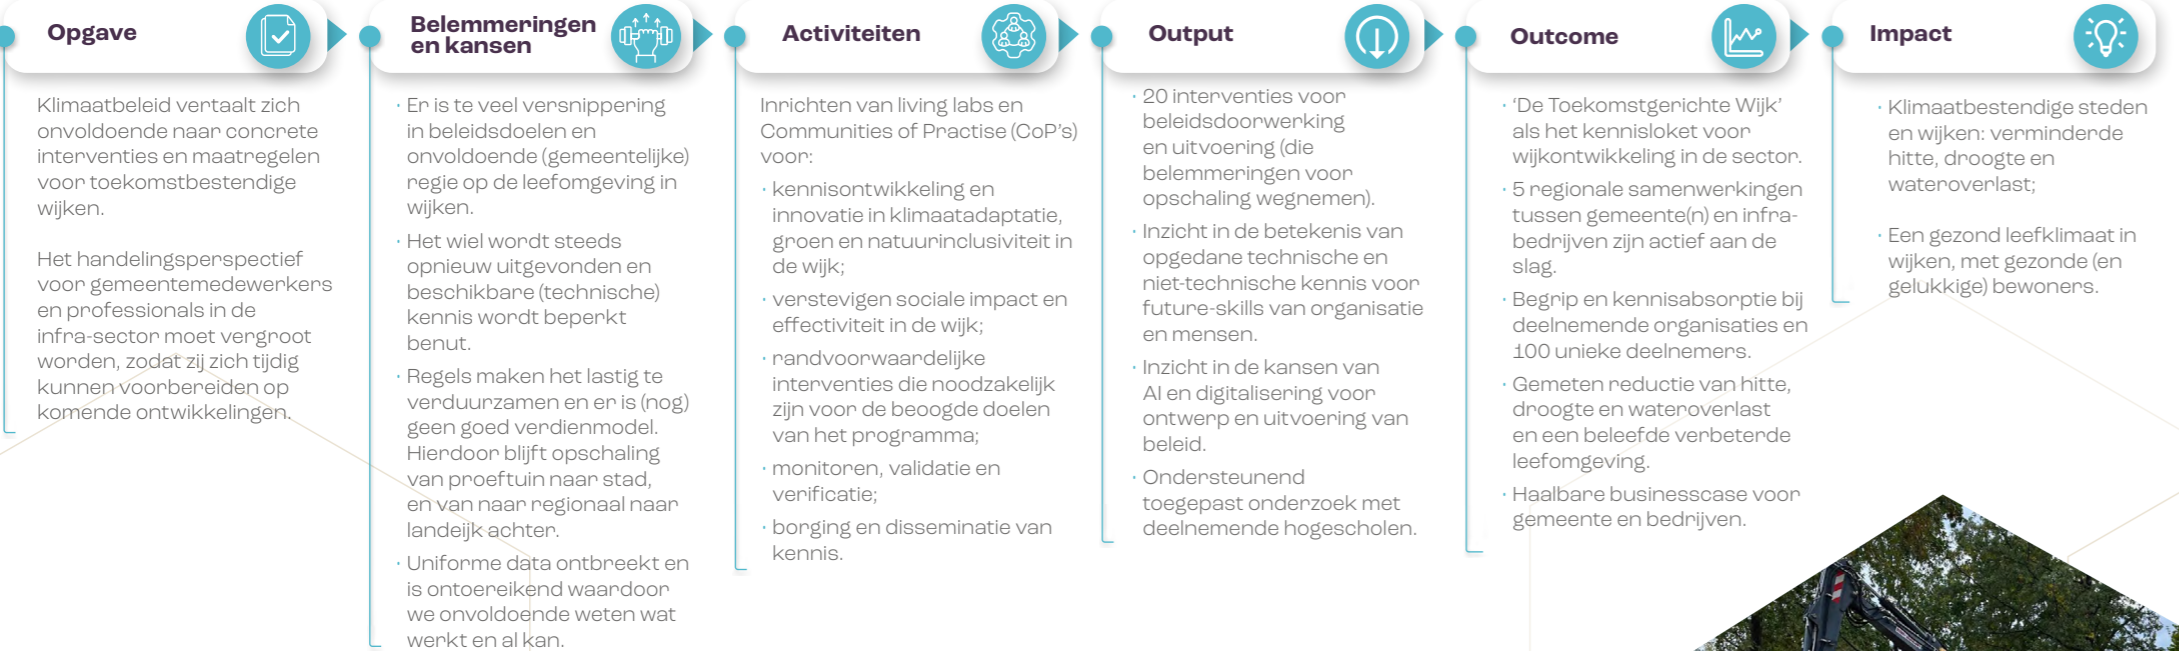 Opgave
Klimaatbeleid vertaalt zich
onvoldoende naar concrete
interventies en maatregelen
voor toekomstbestendige
wijken.
Het handelingsperspectief
voor gemeentemedewerkers
en professionals in de
infra-sector moet vergroot
worden, zodat zij zich tijdig
kunnen voorbereiden op
komende ontwikkelingen.
Belemmeringen
en kansen
· Er is te veel versnippering
in beleidsdoelen en
onvoldoende (gemeentelijke)
regie op de leefomgeving in
wijken.
· Het wiel wordt steeds
opnieuw uitgevonden en
beschikbare (technische)
kennis wordt beperkt
benut.
· Regels maken het lastig te
verduurzamen en er is (nog)
geen goed verdienmodel.
Hierdoor blijft opschaling
van proeftuin naar stad,
en van naar regionaal naar
landeijk achter.
· Uniforme data ontbreekt en
is ontoereikend waardoor
we onvoldoende weten wat
werkt en al kan.
Activiteiten
Inrichten van living labs en
Communities of Practise (CoP's)
voor:
· kennisontwikkeling en
innovatie in klimaatadaptatie,
groen en natuurinclusiviteit in
de wijk;
· verstevigen sociale impact en
effectiviteit in de wijk;
· randvoorwaardelijke
interventies die noodzakelijk
zijn voor de beoogde doelen
van het programma;
· monitoren, validatie en
verificatie;
· borging en disseminatie van
kennis.
Output
· 20 interventies voor
beleidsdoorwerking
en uitvoering (die
belemmeringen voor
opschaling wegnemen).
· Inzicht in de betekenis van
opgedane technische en
niet-technische kennis voor
future-skills van organisatie
en mensen.
· Inzicht in de kansen van
AI en digitalisering voor
ontwerp en uitvoering van
beleid.
· Ondersteunend
toegepast onderzoek met
deelnemende hogescholen.
Outcome
· 'De Toekomstgerichte Wijk'
als het kennisloket voor
wijkontwikkeling in de sector.
· 5 regionale samenwerkingen
tussen gemeente(n) en infra-
bedrijven zijn actief aan de
slag.
· Begrip en kennisabsorptie bij
deelnemende organisaties en
100 unieke deelnemers.
· Gemeten reductie van hitte,
droogte en wateroverlast
en een beleefde verbeterde
leefomgeving.
· Haalbare businesscase voor
gemeente en bedrijven.
Impact
· Klimaatbestendige steden
en wijken: verminderde
hitte, droogte en
wateroverlast;
· Een gezond leefklimaat in
wijken, met gezonde (en
gelukkige) bewoners.